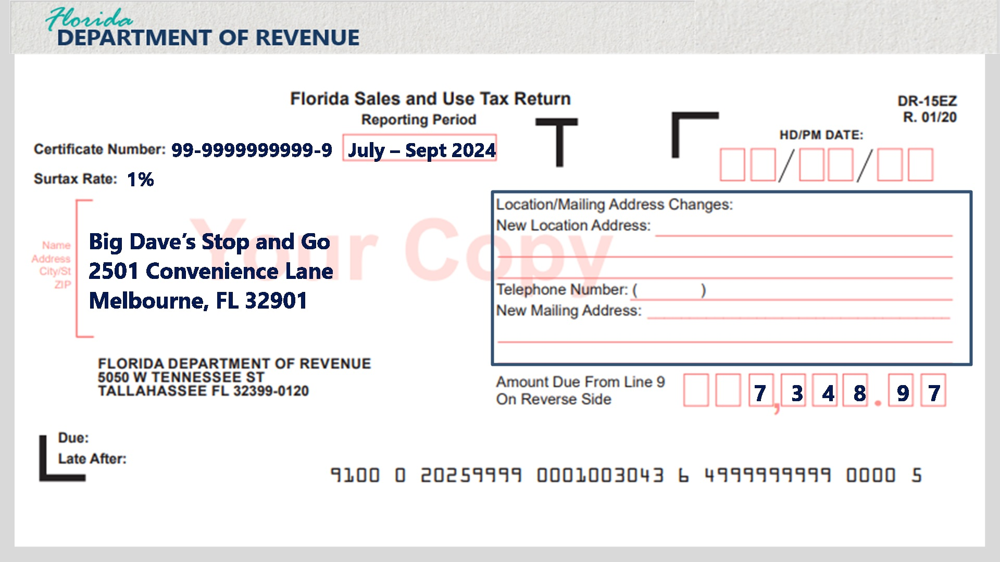 Florida
DEPARTMENT OF REVENUE
Florida Sales and Use Tax Return
Reporting Period
DR-15EZ
R. 01/20
HD/PM DATE:
/ /
Certificate Number: 99-9999999999-9 July – Sept 2024
Surtax Rate: 1%
Your Copy
Name
Address
City/St
ZIP
Big Dave’s Stop and Go
2501 Convenience Lane
Melbourne, FL 32901
Location/Mailing Address Changes:
New Location Address:
Telephone Number: ( )
New Mailing Address:
FLORIDA DEPARTMENT OF REVENUE
5050 W TENNESSEE ST
TALLAHASSEE FL 32399-0120
Amount Due From Line 9
On Reverse Side
7,348.97
Due:
Late After:
9100 0 20259999 0001003043 6 4999999999 0000 5